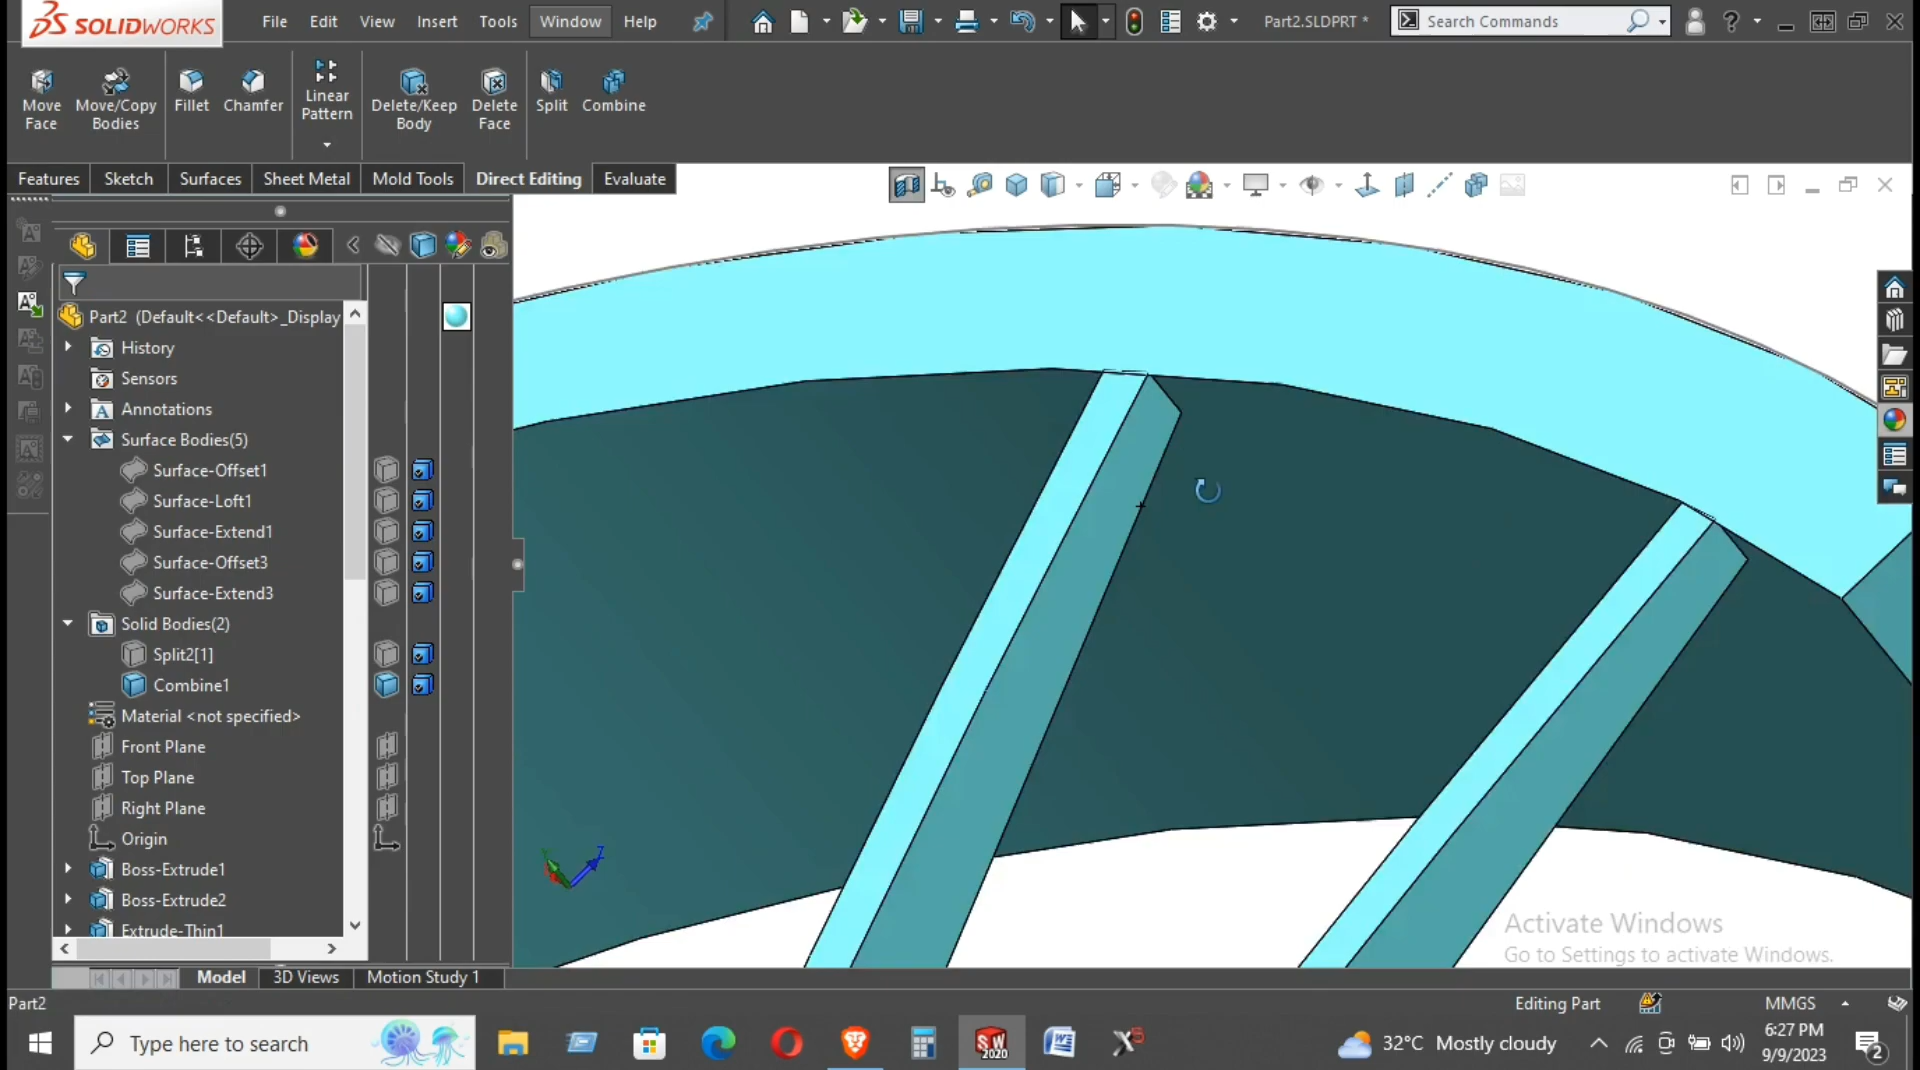 SOLIDWORKS
File Edit View Insert Tools Window Help
Part2.SLDPRT *
Search Commands
Move Face
Move/Copy Bodies
Fillet
Chamfer
Linear Pattern
Delete/Keep Body
Delete Face
Split
Combine
Features Sketch Surfaces Sheet Metal Mold Tools Direct Editing Evaluate
Part2 (Default<<Default>_Display
History
Sensors
Annotations
Surface Bodies(5)
Surface-Offset1
Surface-Loft1
Surface-Extend1
Surface-Offset3
Surface-Extend3
Solid Bodies(2)
Split2[1]
Combine1
Material <not specified>
Front Plane
Top Plane
Right Plane
Origin
Boss-Extrude1
Boss-Extrude2
Extrude-Thin1
Z
Activate Windows
Go to Settings to activate Windows.
Model 3D Views Motion Study 1
Part2
Editing Part
MMGS
Type here to search
SW 2020
32°C Mostly cloudy
6:27 PM
9/9/2023
2